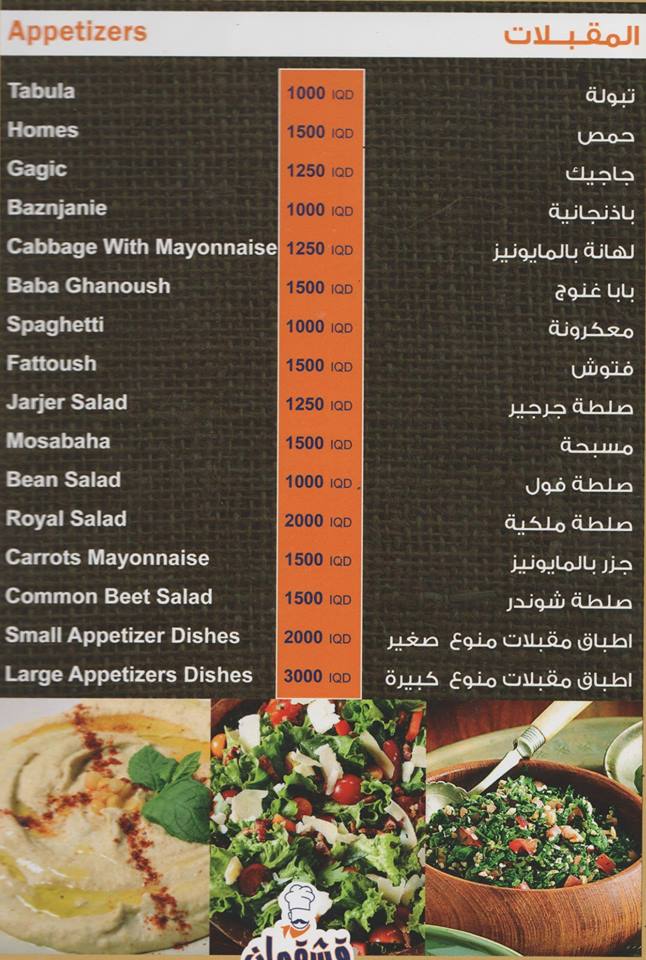 Appetizers المقبلات
Tabula 1000 IQD تبولة
Homes 1500 IQD حمص
Gagic 1250 IQD جاجيك
Baznjanie 1000 IQD باذنجانية
Cabbage With Mayonnaise 1250 IQD لهانة بالمايونيز
Baba Ghanoush 1500 IQD بابا غنوج
Spaghetti 1000 IQD معكرونة
Fattoush 1500 IQD فتوش
Jarjer Salad 1250 IQD صلطة جرجير
Mosabaha 1500 IQD مسبحة
Bean Salad 1000 IQD صلطة فول
Royal Salad 2000 IQD صلطة ملكية
Carrots Mayonnaise 1500 IQD جزر بالمايونيز
Common Beet Salad 1500 IQD صلطة شوندر
Small Appetizer Dishes 2000 IQD اطباق مقبلات منوع صغير
Large Appetizers Dishes 3000 IQD اطباق مقبلات منوع كبيرة